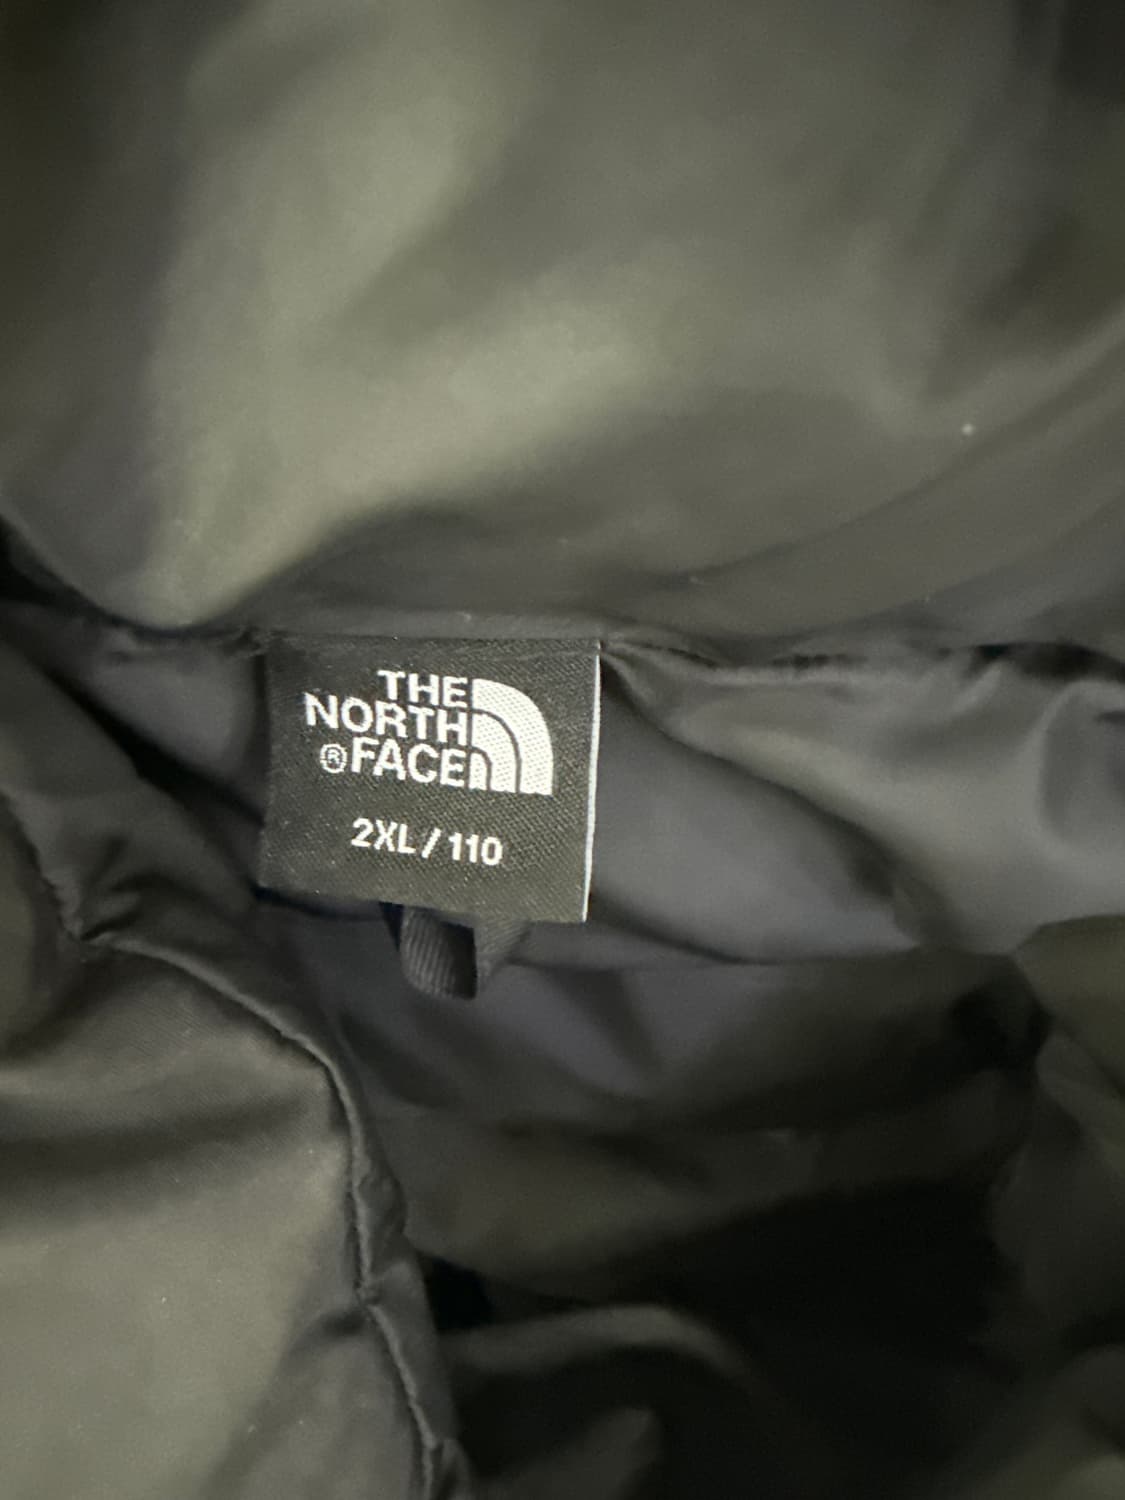 THE
NORTH
®FACE
2XL / 110